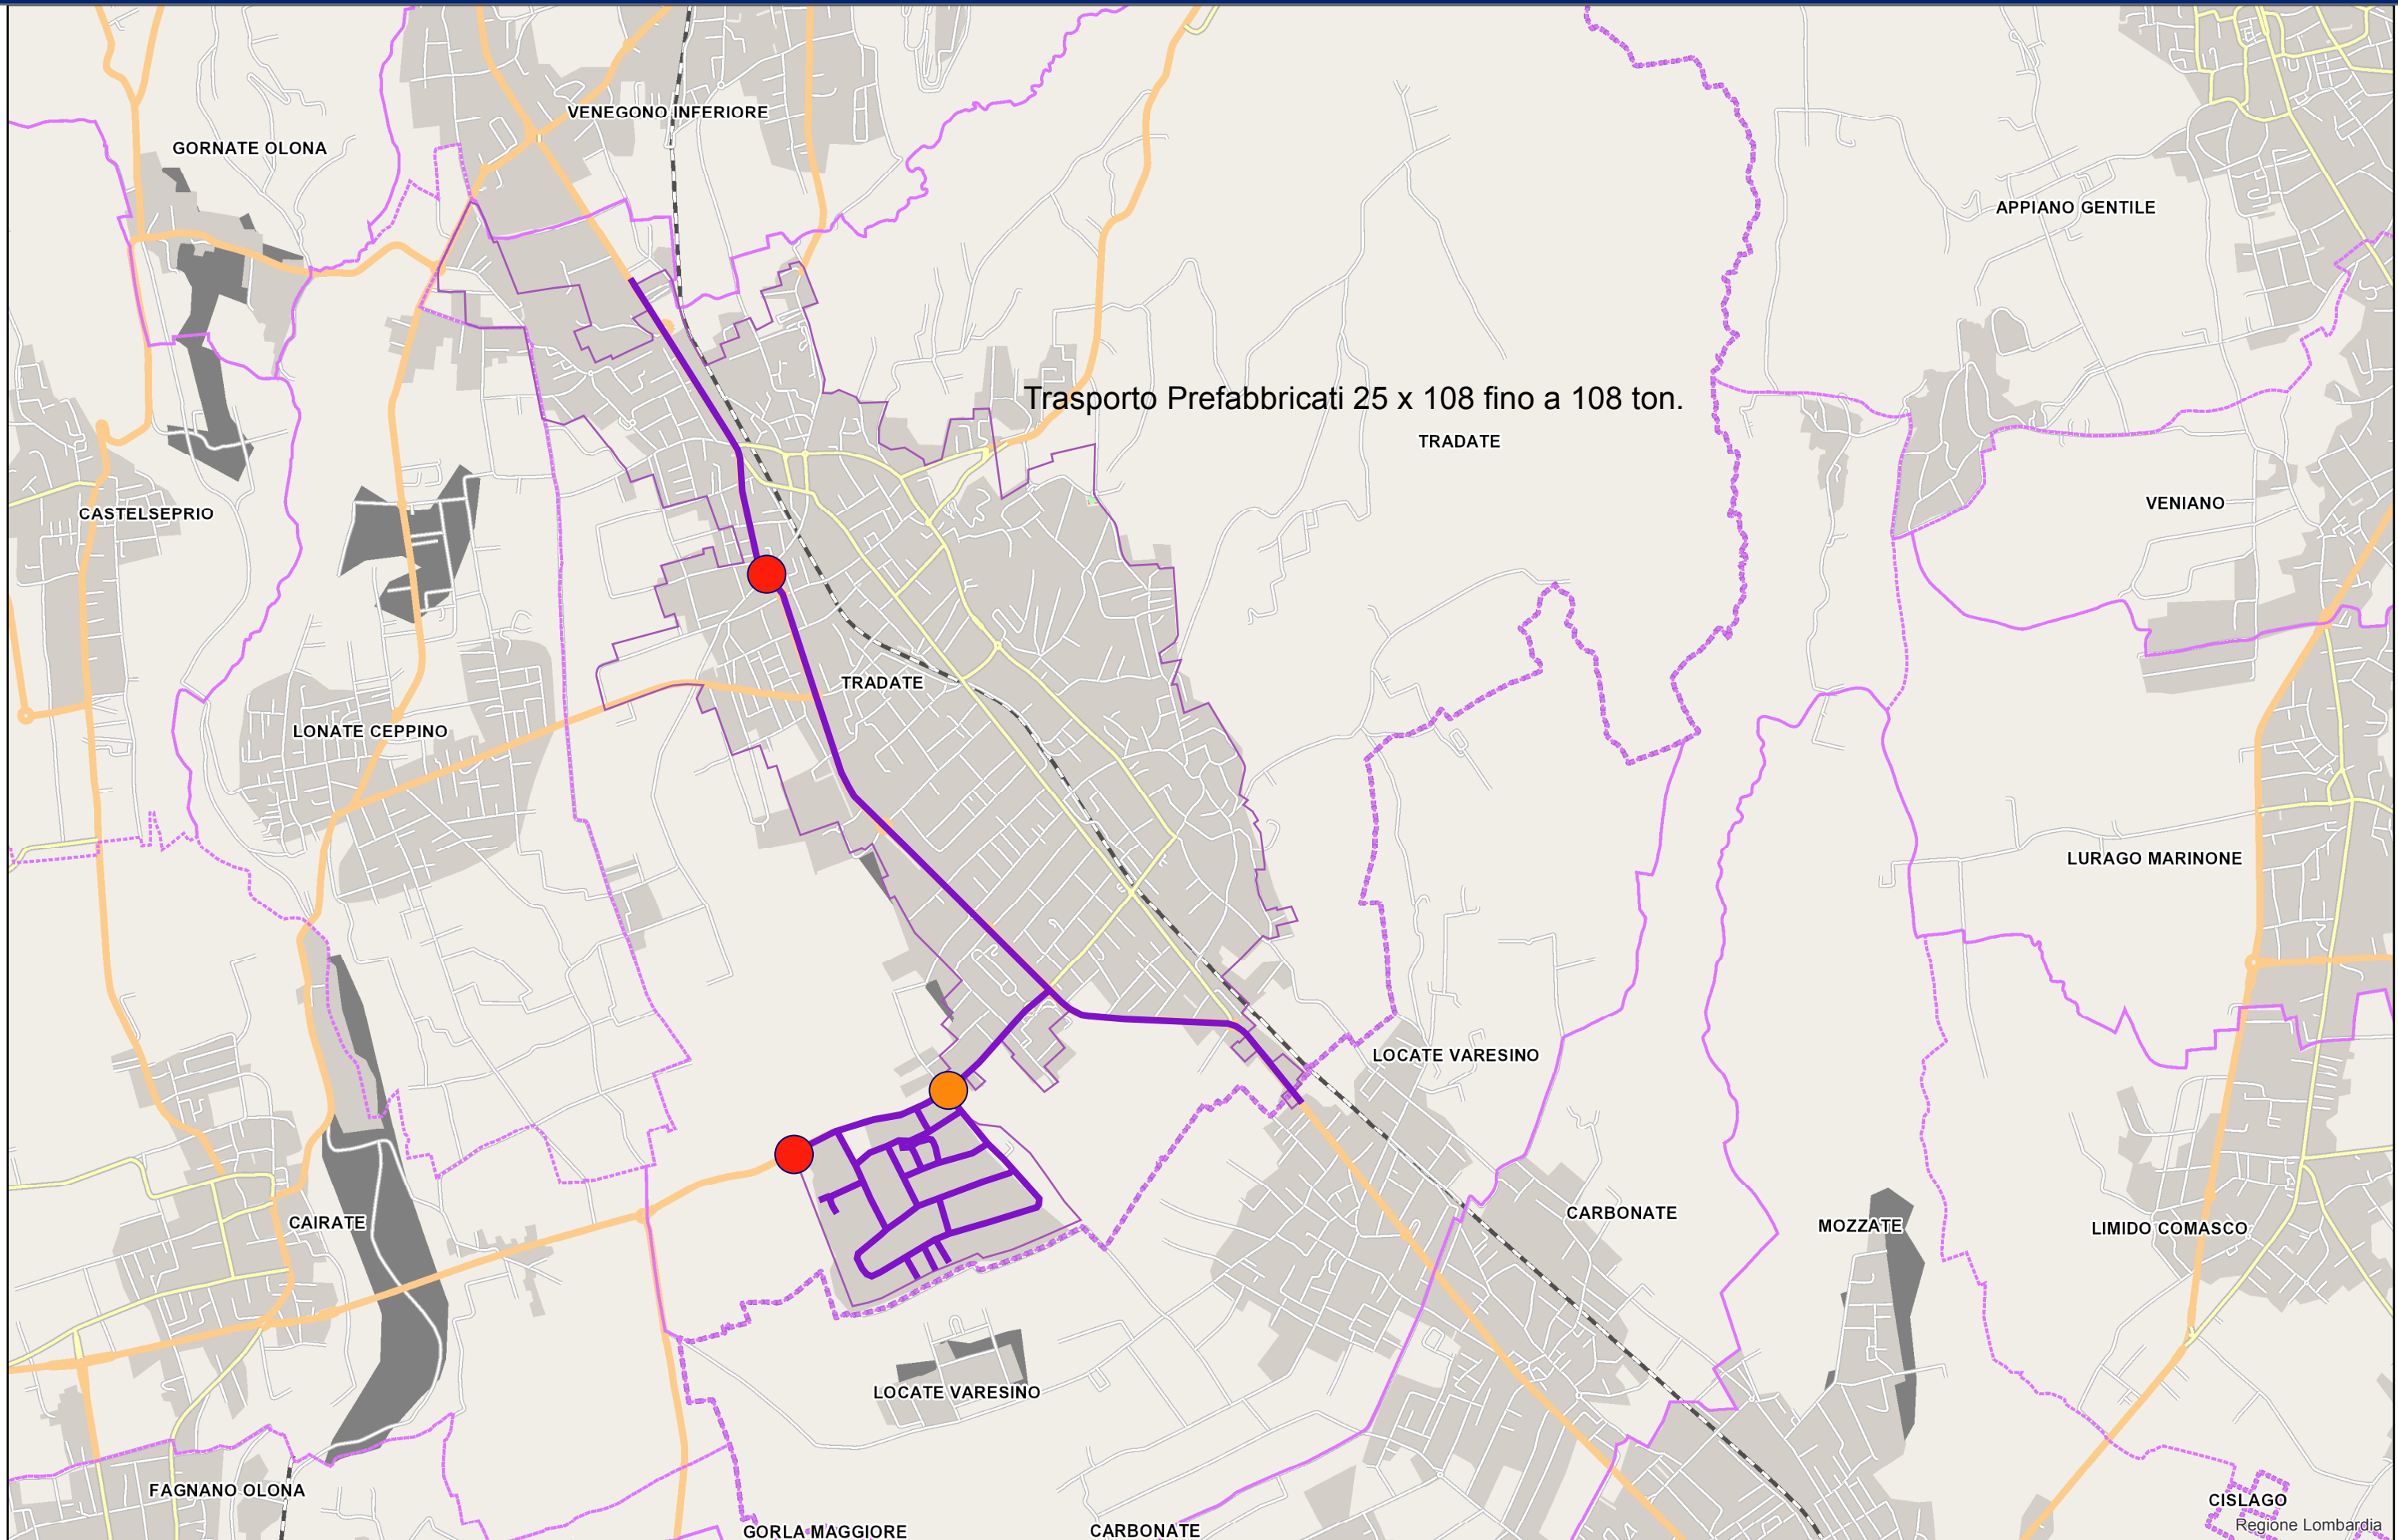 VENEGONO INFERIORE
GORNATE OLONA
APPIANO GENTILE
Trasporto Prefabbricati 25 x 108 fino a 108 ton.
TRADATE
VENIANO
CASTELSEPRIO
TRADATE
LONATE CEPPINO
LURAGO MARINONE
LOCATE VARESINO
CARBONATE
CAIRATE
MOZZATE
LIMIDO COMASCO
LOCATE VARESINO
FAGNANO OLONA
CISLAGO
GORLA MAGGIORE
CARBONATE
Regione Lombardia